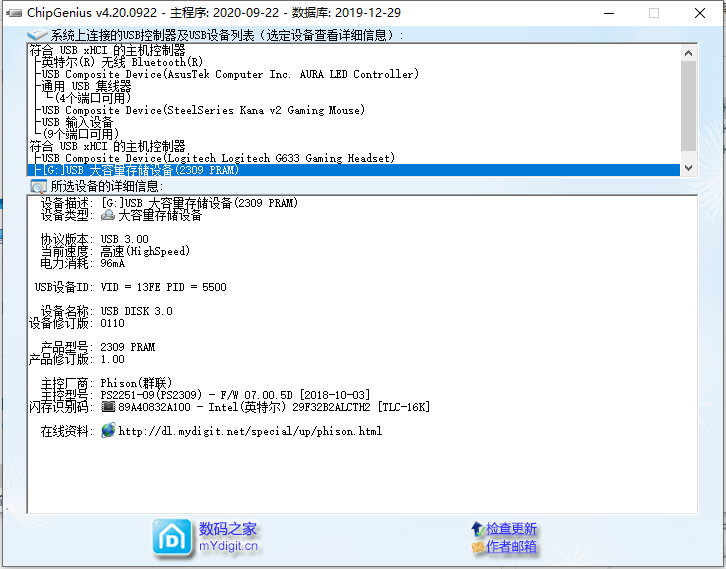 ChipGenius v4.20.0922 - 主程序: 2020-09-22 - 数据库: 2019-12-29
系统上连接的USB控制器及USB设备列表（选定设备查看详细信息）:
符合 USB xHCI 的主机控制器
├英特尔(R) 无线 Bluetooth(R)
├USB Composite Device(AsusTek Computer Inc. AURA LED Controller)
├通用 USB 集线器
│└(4个端口可用)
├USB Composite Device(SteelSeries Kana v2 Gaming Mouse)
├USB 输入设备
└(9个端口可用)
符合 USB xHCI 的主机控制器
├USB Composite Device(Logitech Logitech G633 Gaming Headset)
├[G:]USB 大容量存储设备(2309 PRAM)
所选设备的详细信息:
设备描述: [G:]USB 大容量存储设备(2309 PRAM)
设备类型: 大容量存储设备
协议版本: USB 3.00
当前速度: 高速(HighSpeed)
电力消耗: 96mA
USB设备ID: VID = 13FE PID = 5500
设备名称: USB DISK 3.0
设备修订版: 0110
产品型号: 2309 PRAM
产品修订版: 1.00
主控厂商: Phison(群联)
主控型号: PS2251-09(PS2309) - F/W 07.00.5D [2018-10-03]
闪存识别码: 89A40832A100 - Intel(英特尔) 29F32B2ALCTH2 [TLC-16K]
在线资料: http://dl.mydigit.net/special/up/phison.html
数码之家
mYdigit.cn
检查更新
作者邮箱